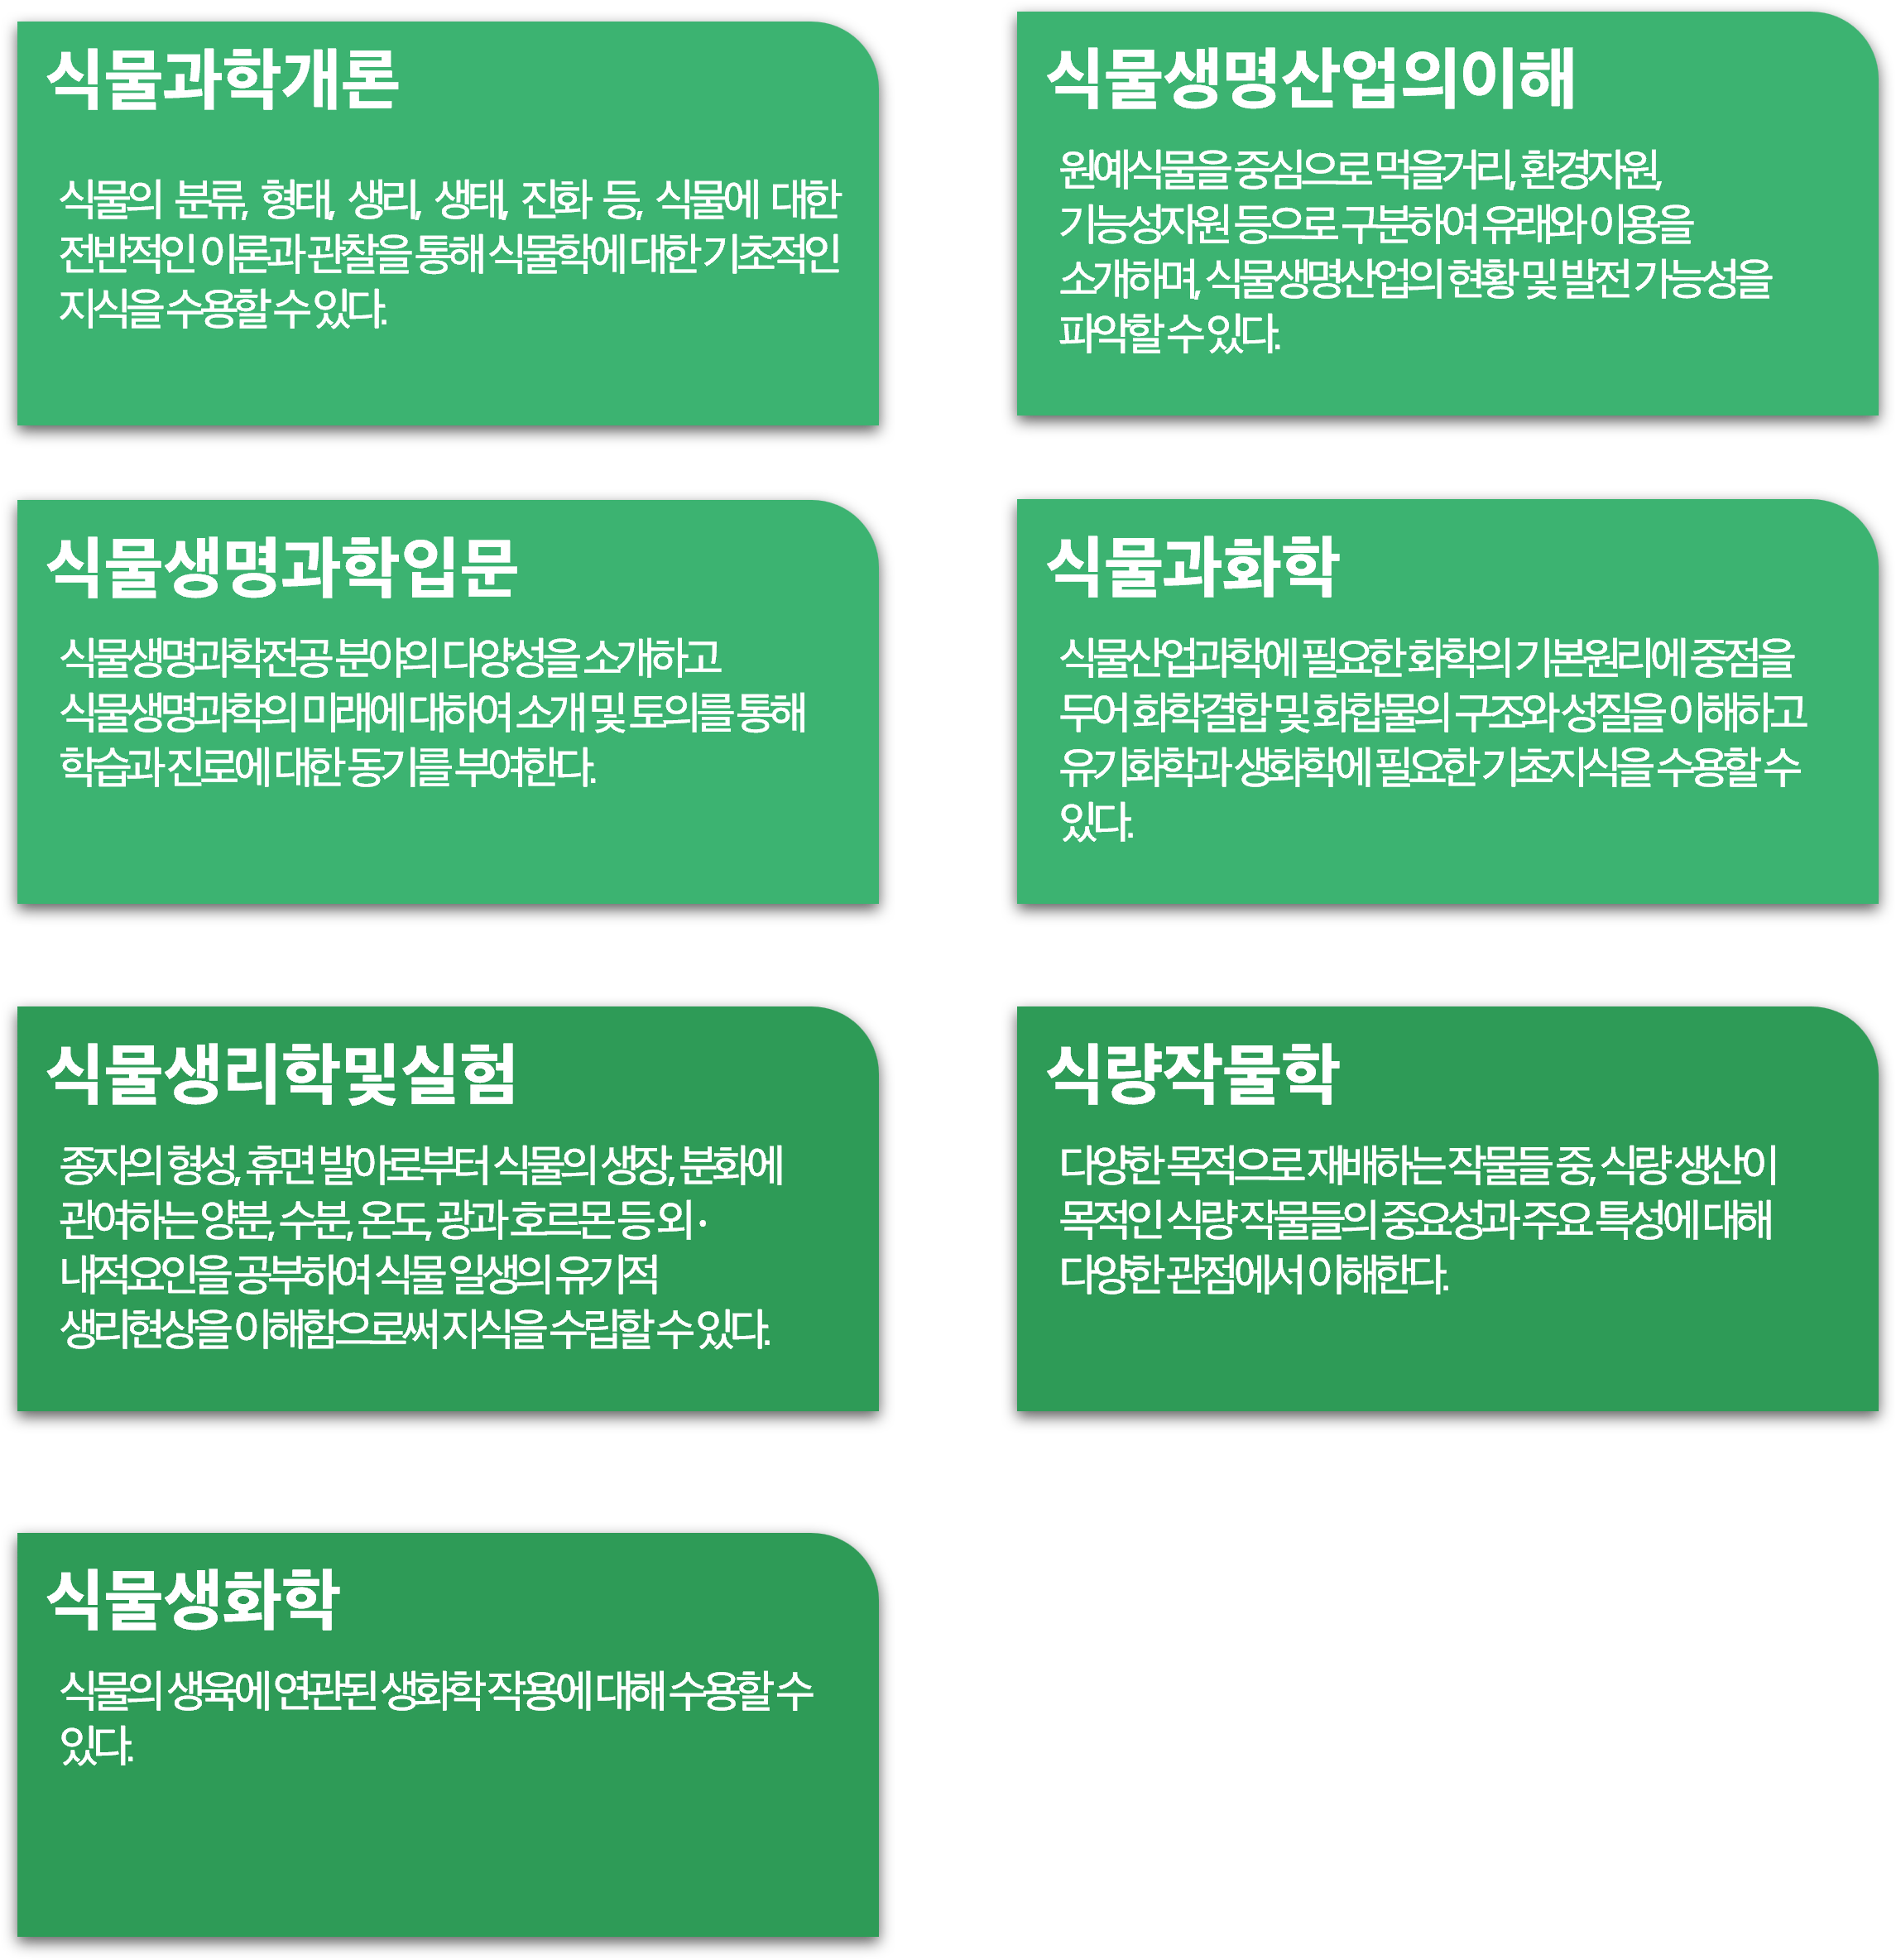 식물과학개론
식물의 분류, 형태, 생리, 생태, 진화 등, 식물에 대한
전반적인 이론과 관찰을 통해 식물학에 대한 기초적인
지식을 수용할 수 있다.
식물생명산업의이해
원예식물을 중심으로 먹을거리, 환경자원,
기능성자원 등으로 구분하여 유래와 이용을
소개하며, 식물생명산업의 현황 및 발전 가능성을
파악할 수 있다.
식물생명과학입문
식물생명과학전공 분야의 다양성을 소개하고
식물생명과학의 미래에 대하여 소개 및 토의를 통해
학습과 진로에 대한 동기를 부여한다.
식물과화학
식물산업과학에 필요한 화학의 기본원리에 중점을
두어 화학결합 및 화합물의 구조와 성질을 이해하고
유기화학과 생화학에 필요한 기초지식을 수용할 수
있다.
식물생리학및실험
종자의 형성, 휴면 발아로부터 식물의 생장, 분화에
관여하는 양분, 수분, 온도, 광과 호르몬 등 외 ·
내적요인을 공부하여 식물 일생의 유기적
생리현상을 이해함으로써 지식을 수립할 수 있다.
식량작물학
다양한 목적으로 재배하는 작물들 중, 식량 생산이
목적인 식량 작물들의 중요성과 주요 특성에 대해
다양한 관점에서 이해한다.
식물생화학
식물의 생육에 연관된 생화학 작용에 대해 수용할 수
있다.